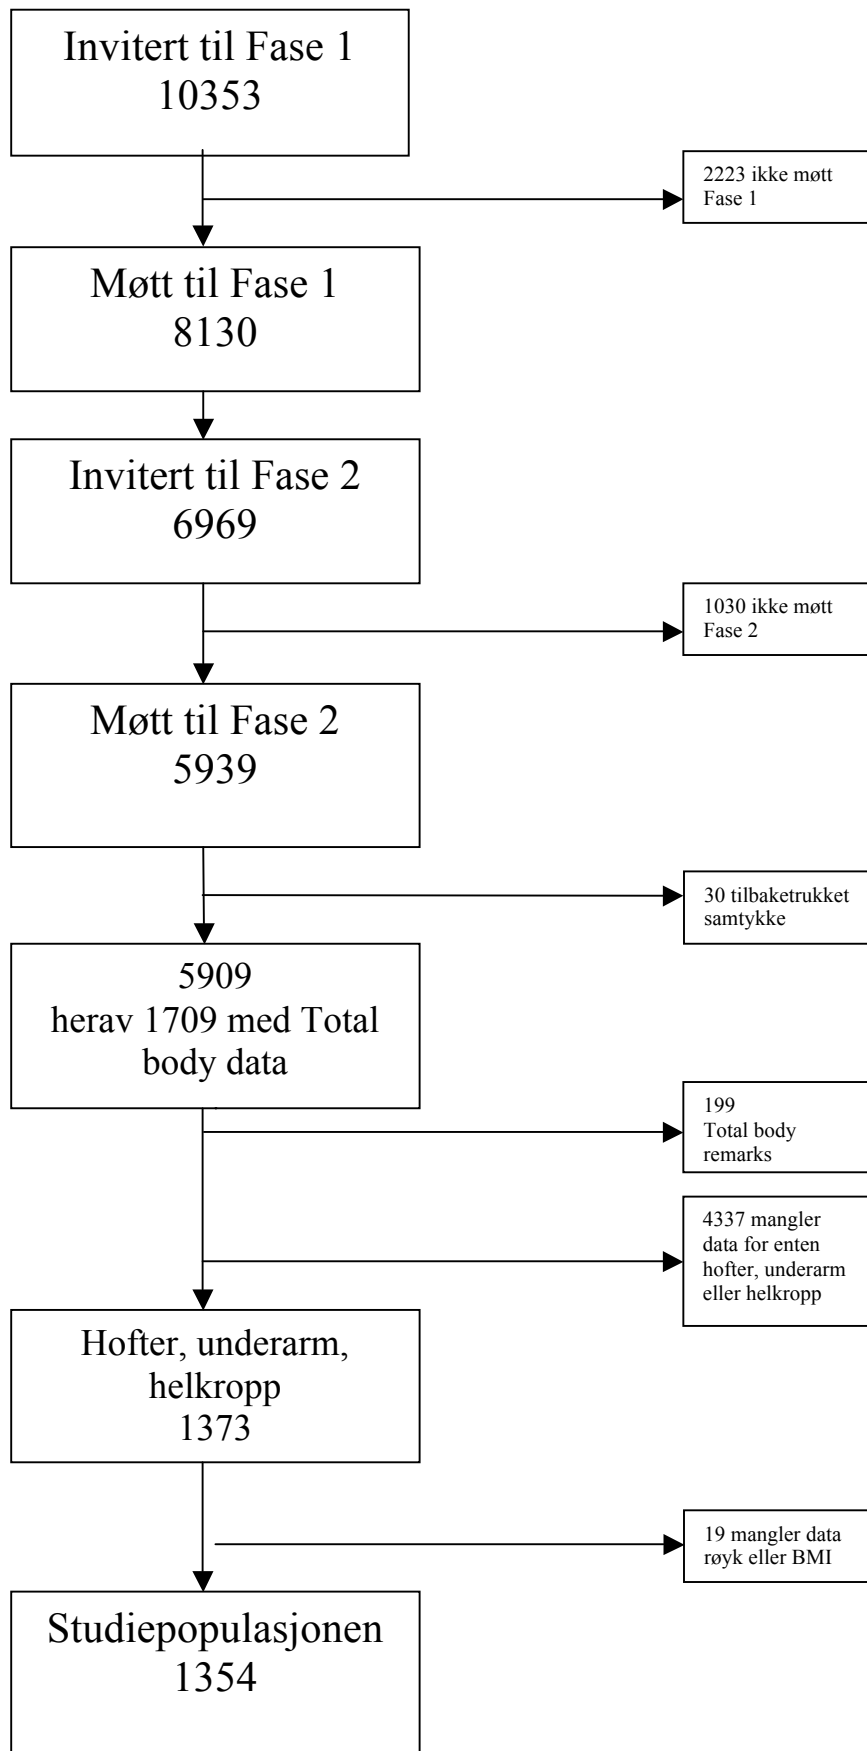 Invitert til Fase 1
10353
2223 ikke møtt
Fase 1
Møtt til Fase 1
8130
Invitert til Fase 2
6969
1030 ikke møtt
Fase 2
Møtt til Fase 2
5939
30 tilbaketrukket
samtykke
5909
herav 1709 med Total
body data
199
Total body
remarks
4337 mangler
data for enten
hofter, underarm
eller helkropp
Hofter, underarm,
helkropp
1373
19 mangler data
røyk eller BMI
Studiepopulasjonen
1354